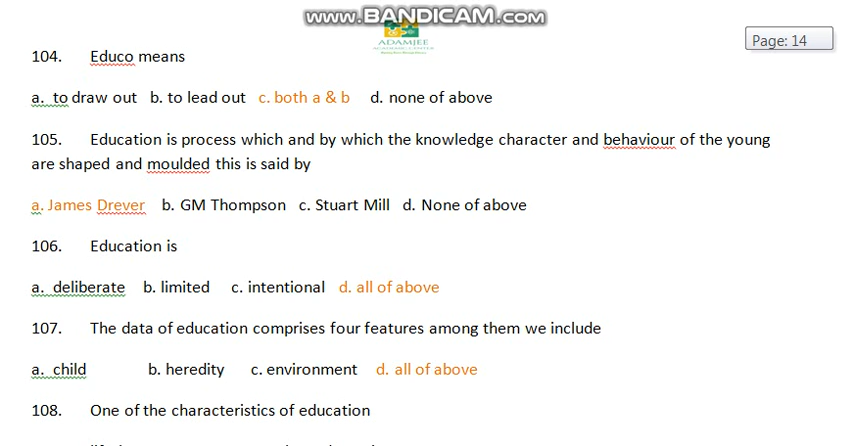 www.BANDICAM.com
ADAMJEE
ACADEMIC CENTER
Page: 14
104. Educo means
a. to draw out b. to lead out c. both a & b d. none of above
105. Education is process which and by which the knowledge character and behaviour of the young
are shaped and moulded this is said by
a. James Drever b. GM Thompson c. Stuart Mill d. None of above
106. Education is
a. deliberate b. limited c. intentional d. all of above
107. The data of education comprises four features among them we include
a. child b. heredity c. environment d. all of above
108. One of the characteristics of education